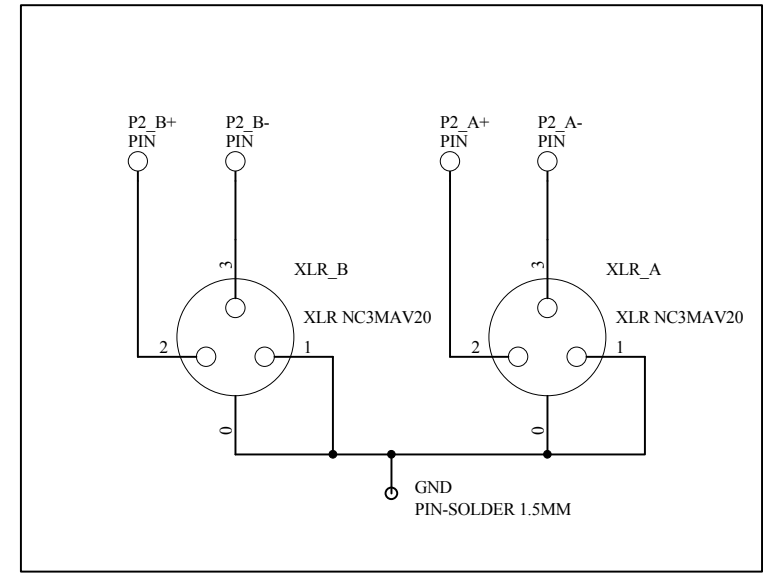 P2_B+
PIN
P2_B-
PIN
P2_A+
PIN
P2_A-
PIN
3
XLR_B
XLR NC3MAV20
2
1
0
3
XLR_A
XLR NC3MAV20
2
1
0
GND
PIN-SOLDER 1.5MM